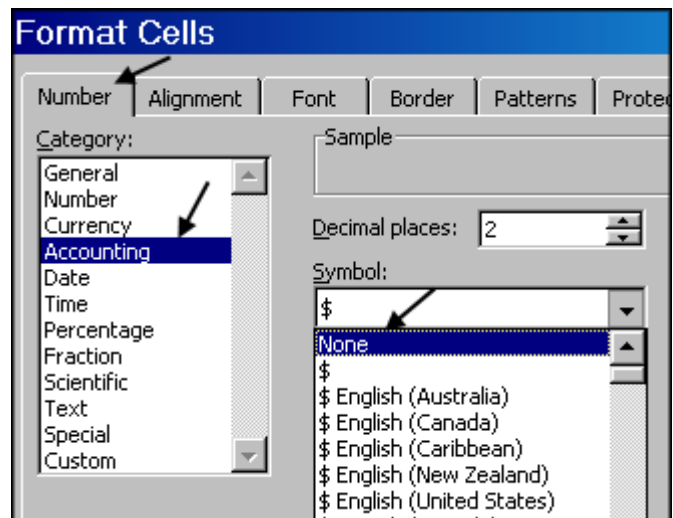 Format Cells
Number Alignment Font Border Patterns
Category:
General
Number
Currency
Accounting
Date
Time
Percentage
Fraction
Scientific
Text
Special
Custom
Sample
Decimal places: 2
Symbol:
$
None
$
$ English (Australia)
$ English (Canada)
$ English (Caribbean)
$ English (New Zealand)
$ English (United States)